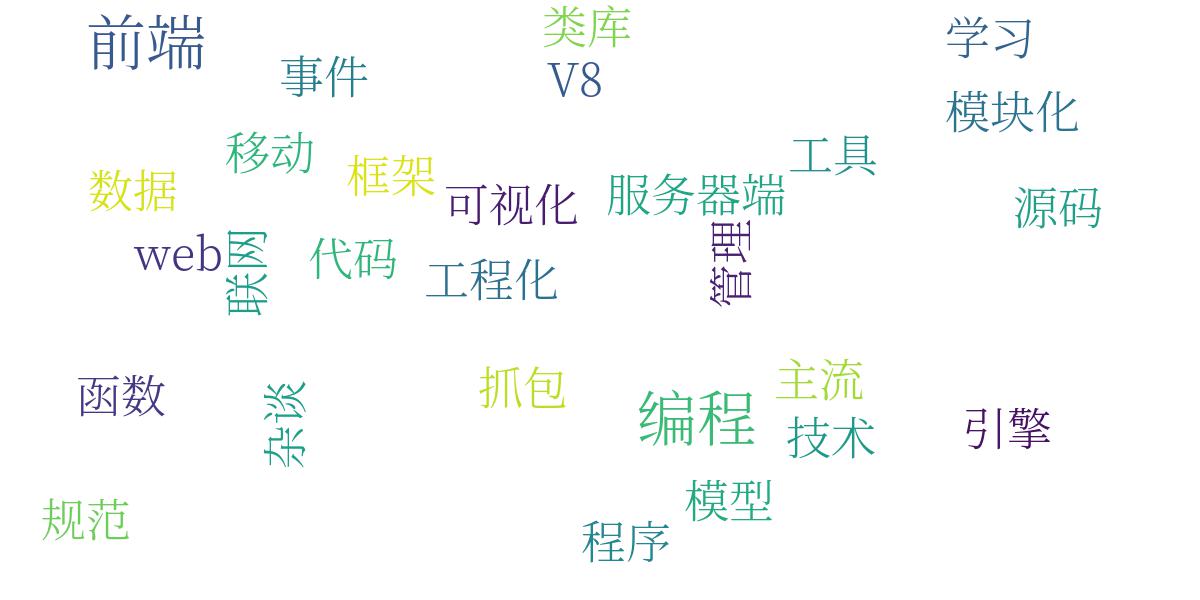 前端
类库
学习
事件
V8
模块化
移动
框架
工具
数据
可视化
服务器端
源码
web
联网
代码
工程化
管理
函数
杂谈
抓包
编程
主流
技术
引擎
规范
模型
程序